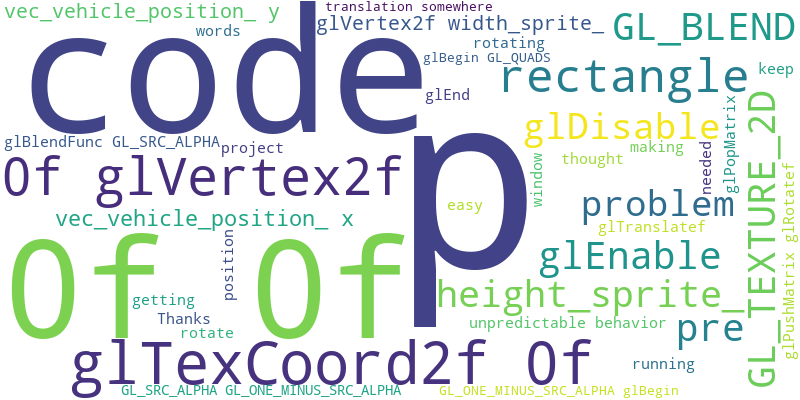 vec_vehicle_position_ y
translation somewhere
words
glVertex2f width_sprite_
GL_BLEND
rotating
code
glBegin GL_QUADS
keep
rectangle
glEnd
glBlendFunc GL_SRC_ALPHA
project
glDisable
making
0f glVertex2f
p
window
thought
needed
glPopMatrix
GL_TEXTURE_2D
vec_vehicle_position_ x
easy
problem
glTranslatef
0f 0f
position
glEnable
glPushMatrix glRotatef
getting
height_sprite_
Thanks
rotate
unpredictable behavior
pre
glTexCoord2f 0f
running
GL_SRC_ALPHA GL_ONE_MINUS_SRC_ALPHA
GL_ONE_MINUS_SRC_ALPHA glBegin